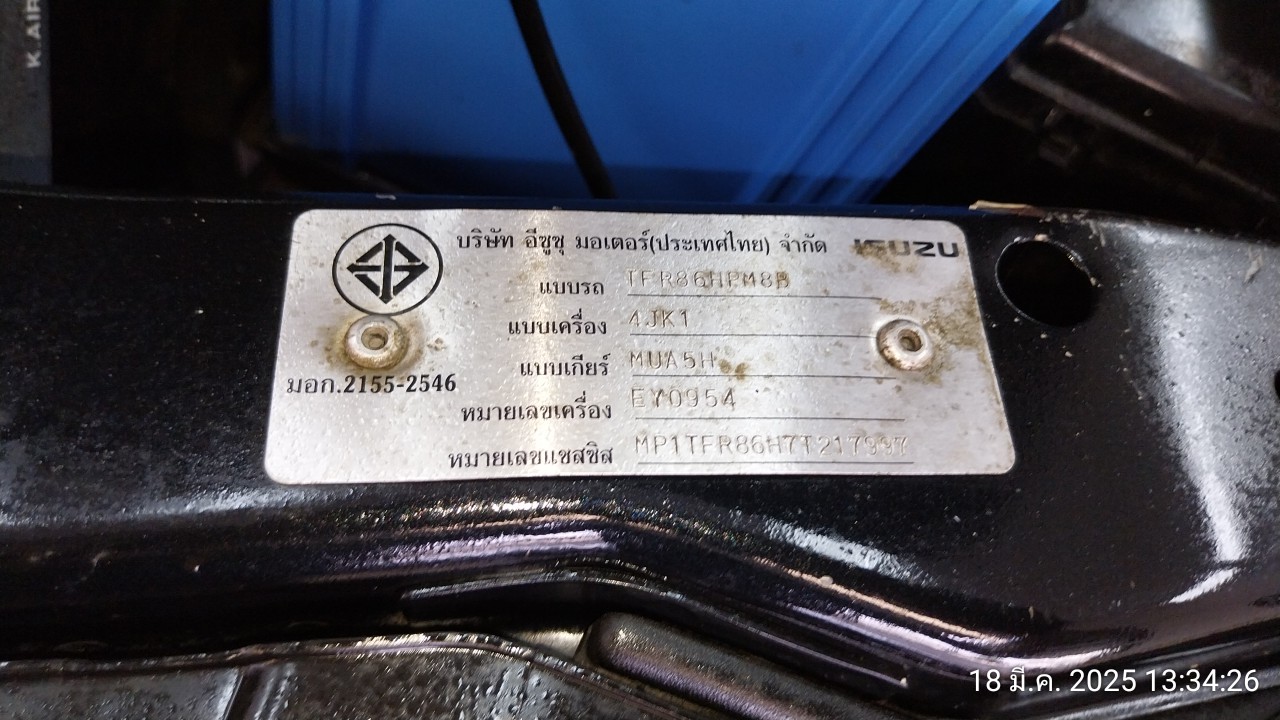 K.AIR
บริษัท อีซูซุ มอเตอร์(ประเทศไทย) จำกัด ISUZU
แบบรถ TFR86HPM8B
แบบเครื่อง 4JK1
แบบเกียร์ MUA5H
มอก.2155-2546
หมายเลขเครื่อง EY0954
หมายเลขแชสซิส MP1TFR86H7T217997
18 มี.ค. 2025 13:34:26